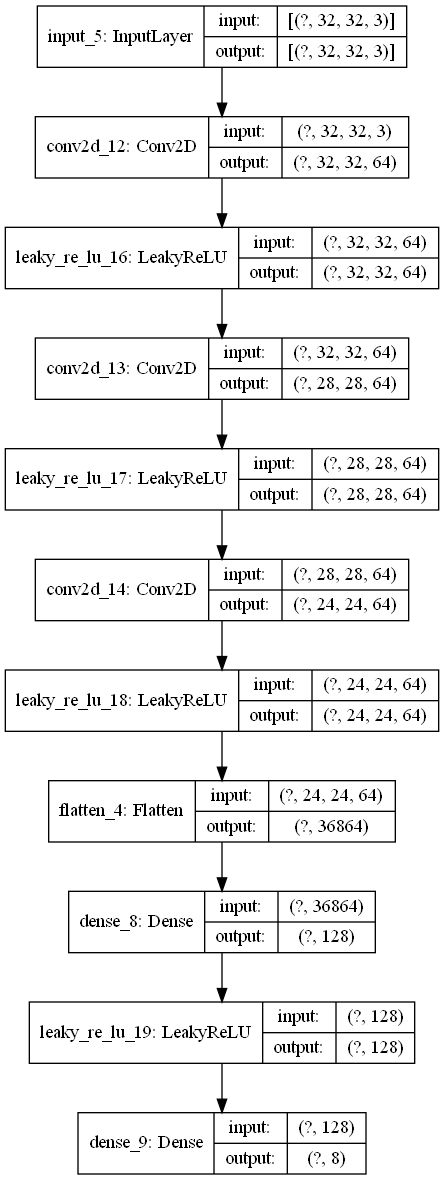 input_5: InputLayer
input: [(?, 32, 32, 3)]
output: [(?, 32, 32, 3)]
conv2d_12: Conv2D
input: (?, 32, 32, 3)
output: (?, 32, 32, 64)
leaky_re_lu_16: LeakyReLU
input: (?, 32, 32, 64)
output: (?, 32, 32, 64)
conv2d_13: Conv2D
input: (?, 32, 32, 64)
output: (?, 28, 28, 64)
leaky_re_lu_17: LeakyReLU
input: (?, 28, 28, 64)
output: (?, 28, 28, 64)
conv2d_14: Conv2D
input: (?, 28, 28, 64)
output: (?, 24, 24, 64)
leaky_re_lu_18: LeakyReLU
input: (?, 24, 24, 64)
output: (?, 24, 24, 64)
flatten_4: Flatten
input: (?, 24, 24, 64)
output: (?, 36864)
dense_8: Dense
input: (?, 36864)
output: (?, 128)
leaky_re_lu_19: LeakyReLU
input: (?, 128)
output: (?, 128)
dense_9: Dense
input: (?, 128)
output: (?, 8)